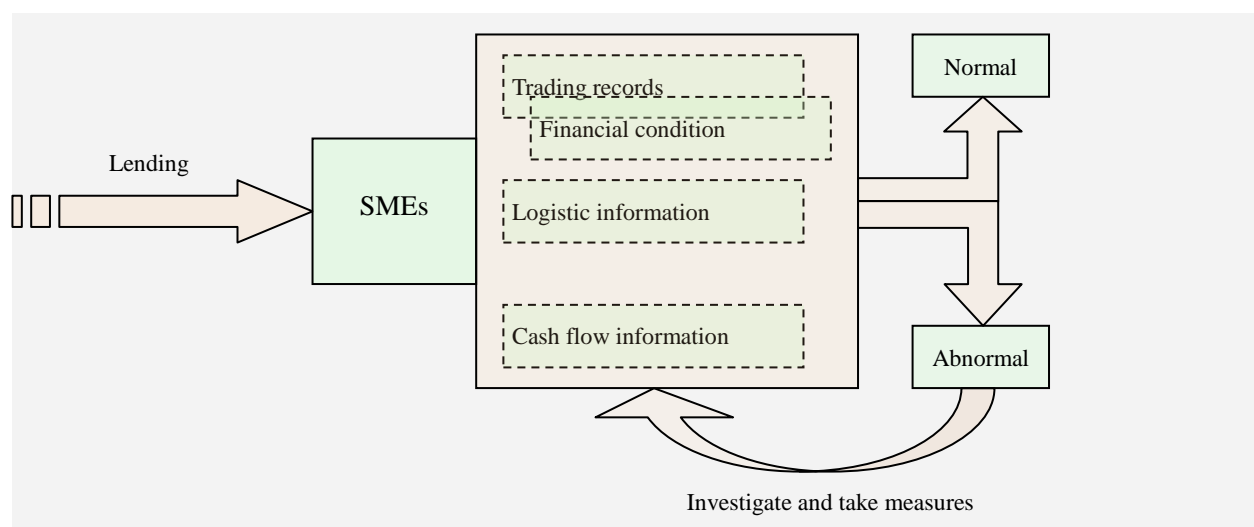 Lending
SMEs
Trading records
Financial condition
Logistic information
Cash flow information
Normal
Abnormal
Investigate and take measures